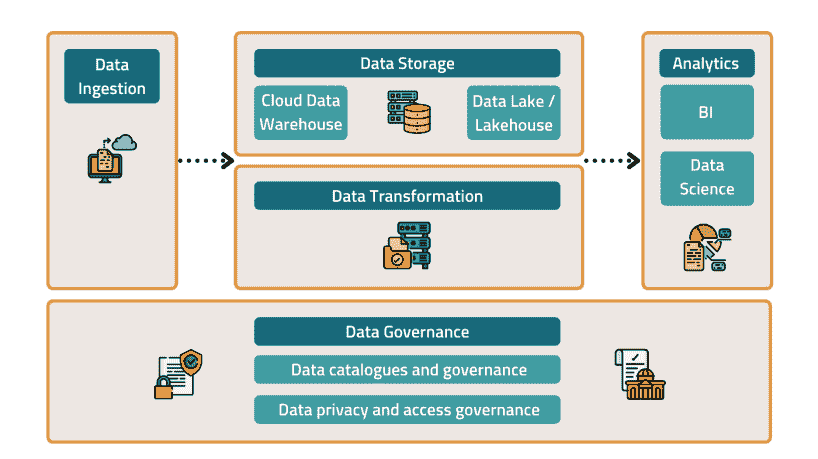 Data
Ingestion
Data Storage
Cloud Data
Warehouse
Data Lake /
Lakehouse
Data Transformation
Analytics
BI
Data
Science
Data Governance
Data catalogues and governance
Data privacy and access governance